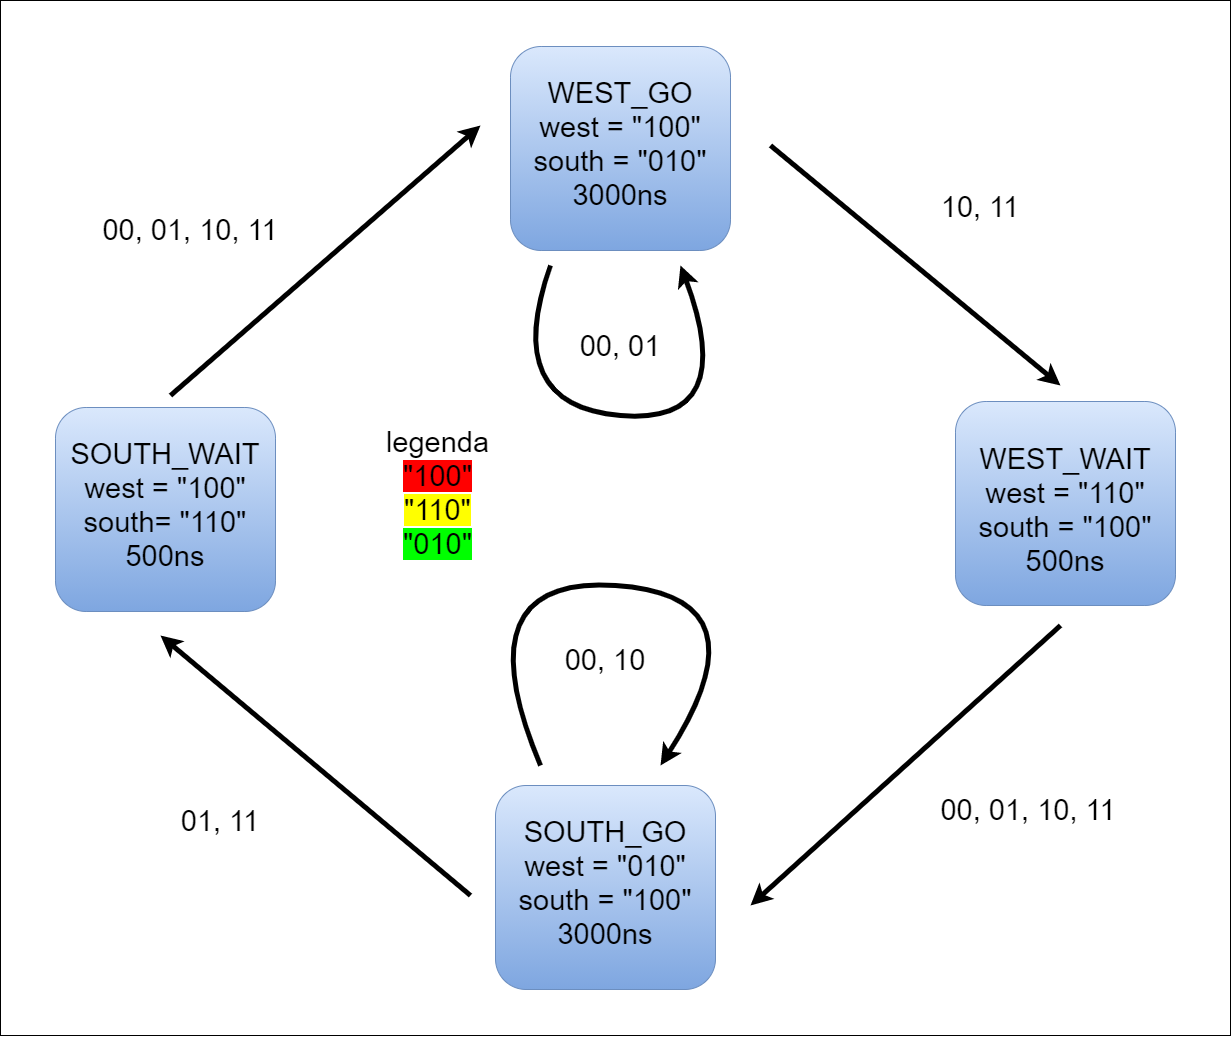 WEST_GO
west = "100"
south = "010"
3000ns
10, 11
00, 01, 10, 11
00, 01
legenda
"100"
"110"
"010"
SOUTH_WAIT
west = "100"
south= "110"
500ns
WEST_WAIT
west = "110"
south = "100"
500ns
00, 10
01, 11
00, 01, 10, 11
SOUTH_GO
west = "010"
south = "100"
3000ns